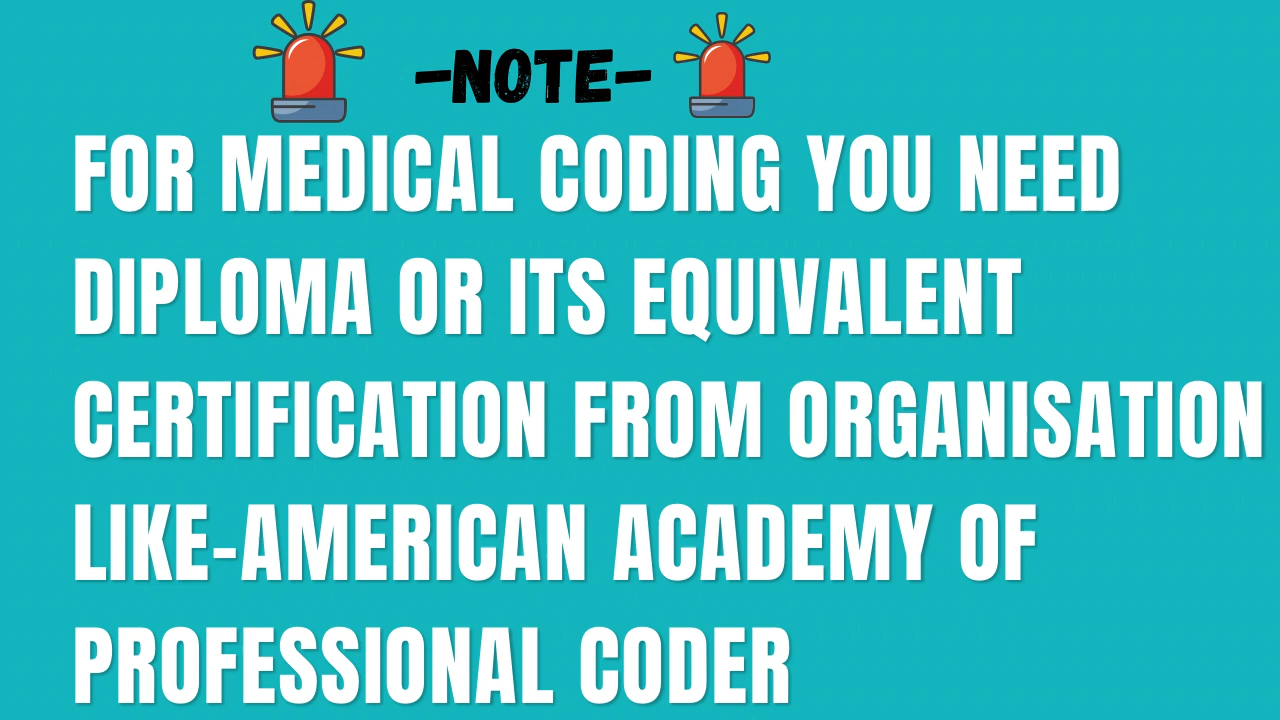 -NOTE-
FOR MEDICAL CODING YOU NEED
DIPLOMA OR ITS EQUIVALENT
CERTIFICATION FROM ORGANISATION
LIKE-AMERICAN ACADEMY OF
PROFESSIONAL CODER